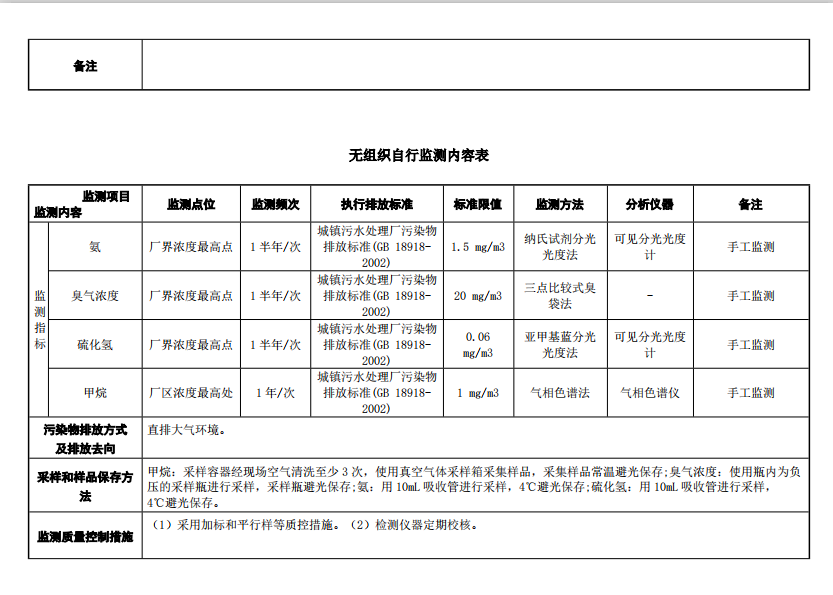 备注
无组织自行监测内容表
监测项目
监测内容
监测点位
监测频次
执行排放标准
标准限值
监测方法
分析仪器
备注
监
测
指
标
氨
厂界浓度最高点
1 半年/次
城镇污水处理厂污染物
排放标准(GB 18918-
2002)
1.5 mg/m3
纳氏试剂分光
光度法
可见分光光度
计
手工监测
臭气浓度
厂界浓度最高点
1 半年/次
城镇污水处理厂污染物
排放标准(GB 18918-
2002)
20 mg/m3
三点比较式臭
袋法
-
手工监测
硫化氢
厂界浓度最高点
1 半年/次
城镇污水处理厂污染物
排放标准(GB 18918-
2002)
0.06
mg/m3
亚甲基蓝分光
光度法
可见分光光度
计
手工监测
甲烷
厂区浓度最高处
1 年/次
城镇污水处理厂污染物
排放标准(GB 18918-
2002)
1 mg/m3
气相色谱法
气相色谱仪
手工监测
污染物排放方式
及排放去向
直排大气环境。
采样和样品保存方
法
甲烷：采样容器经现场空气清洗至少 3 次，使用真空气体采样箱采集样品，采集样品常温避光保存;臭气浓度：使用瓶内为负
压的采样瓶进行采样，采样瓶避光保存;氨：用 10mL 吸收管进行采样，4℃避光保存;硫化氢：用 10mL 吸收管进行采样，
4℃避光保存。
监测质量控制措施
（1）采用加标和平行样等质控措施。（2）检测仪器定期校核。